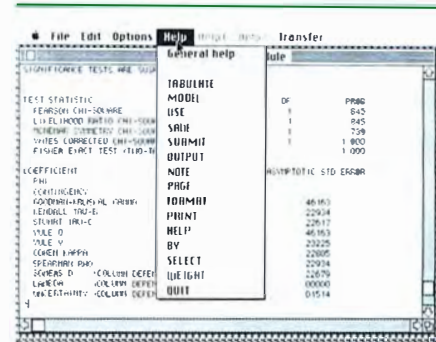 File Edit Options Help Transfer
General help
TABULATE
MODEL
USE
SAVE
SUBMIT
OUTPUT
NOTE
PAGE
FORMAT
PRINT
HELP
BY
SELECT
WEIGHT
QUIT
SIGNIFICANCE TESTS ARE
TEST STATISTIC DF PROB
PEARSON CHI-SQUARE 1 .845
LIKELIHOOD RATIO CHI-SQUARE 1 .845
MCNEMAR SYMMETRY CHI-SQUARE 1 .739
YATES CORRECTED CHI-SQUARE 1 1.000
FISHER EXACT TEST (TWO-TA 1.000
COEFFICIENT ASYMPTOTIC STD ERROR
PHI
CONTINGENCY
GOODMAN-KRUSKAL GAMMA .46163
KENDALL TAU-B .22934
STUART TAU-C .22617
YULE Q .46163
YULE Y .23225
COHEN KAPPA .22805
SPEARMAN RHO .22934
SOMERS D (COLUMN DEPEN .22679
LAMBDA (COLUMN DEPEN .00000
UNCERTAINTY (COLUMN DEPEN .01514